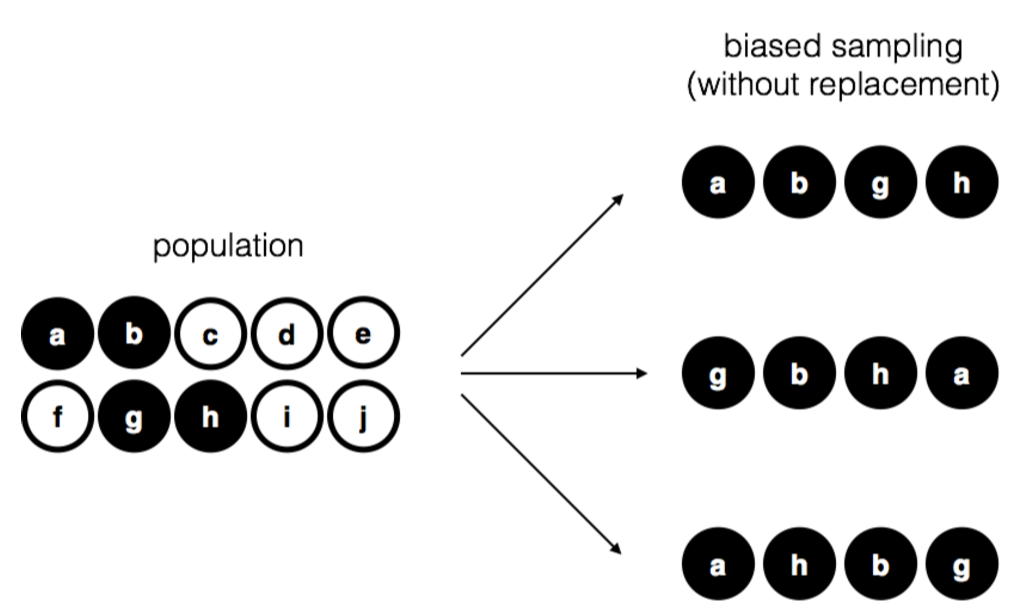 biased sampling
(without replacement)
a b g h
population
a b c d e
f g h i j
g b h a
a h b g